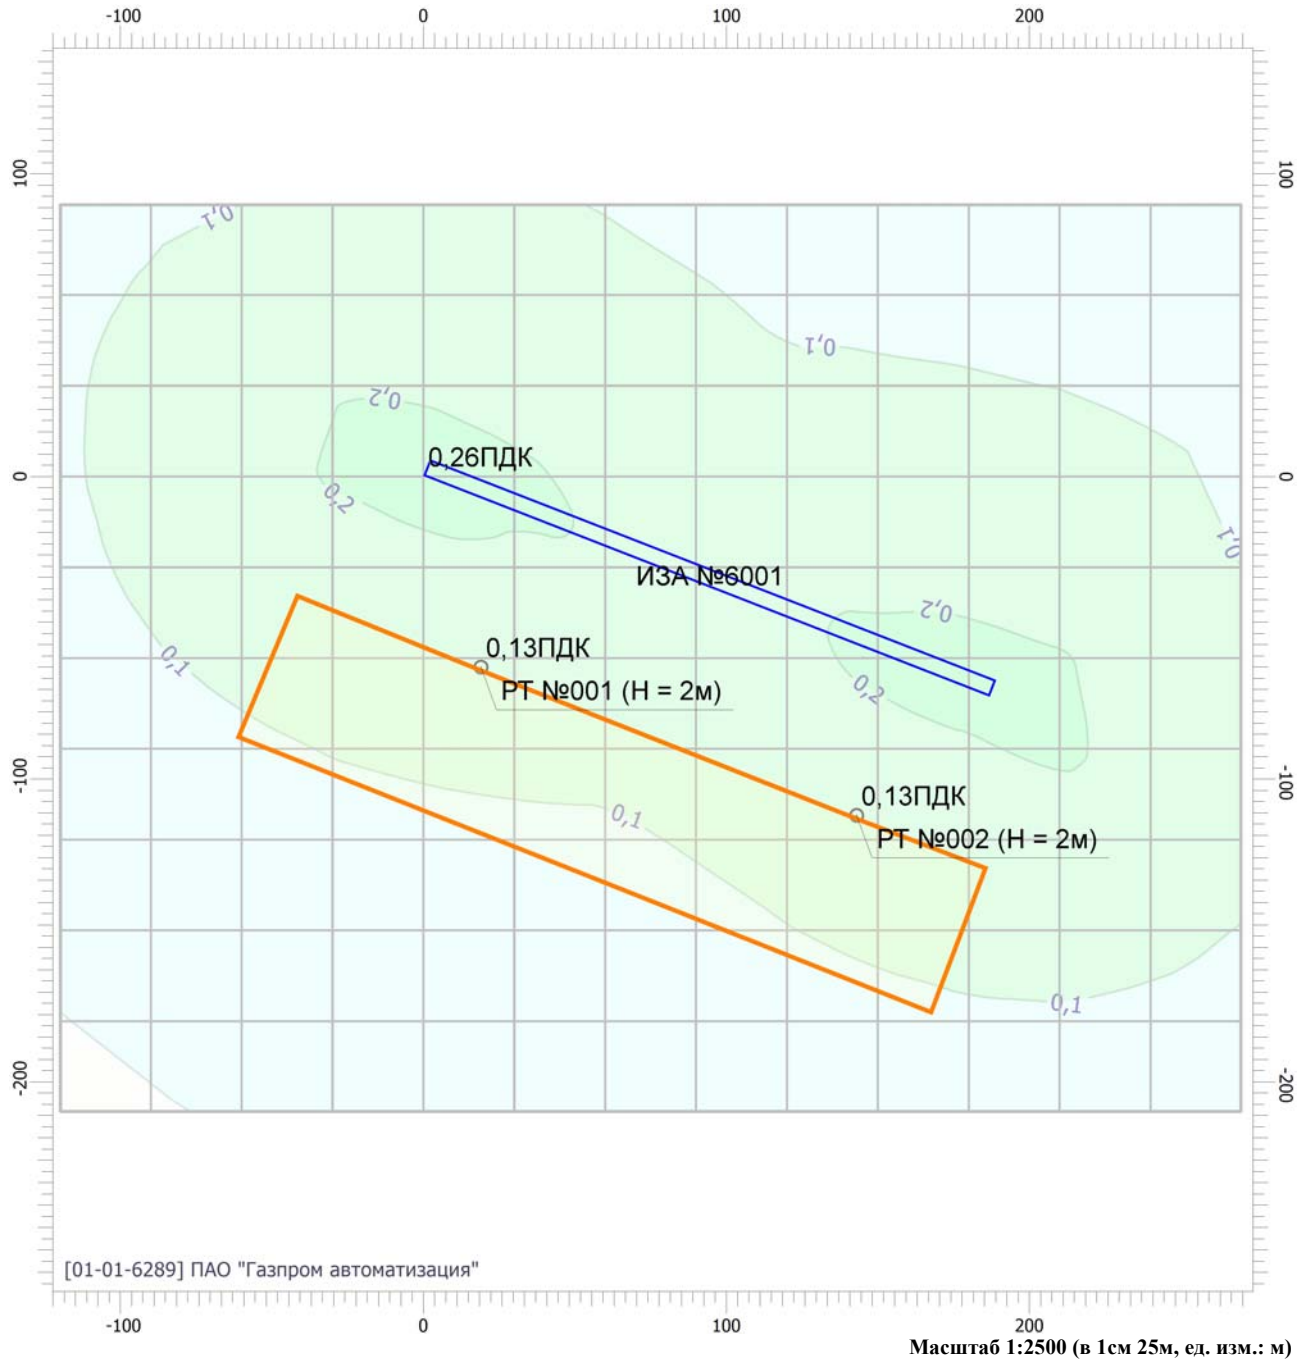 -100 0 100 200
100 100
0,1
0,1
0,2
0,26ПДК
0 0
0,2
0,1
ИЗА №6001
0,2
0,13ПДК
0,1
0,2
РТ №001 (Н = 2м)
-100 -100
0,13ПДК
0,1
РТ №002 (Н = 2м)
0,1
-200 -200
[01-01-6289] ПАО "Газпром автоматизация"
-100 0 100 200
Масштаб 1:2500 (в 1см 25м, ед. изм.: м)